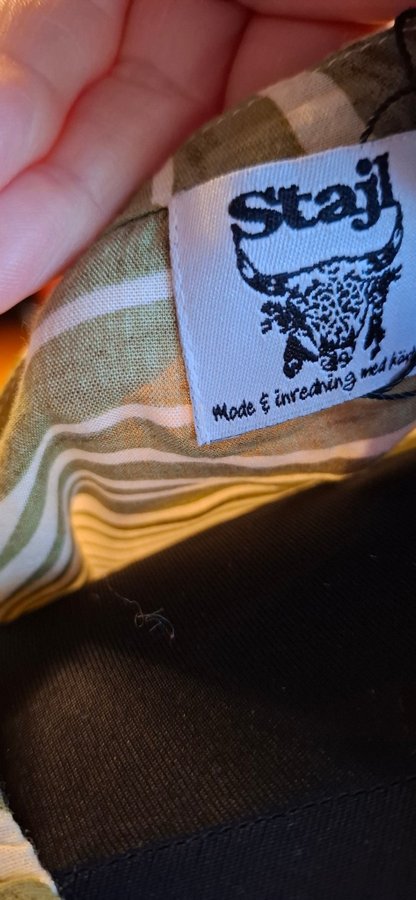 Stajl
Mode & inredning med